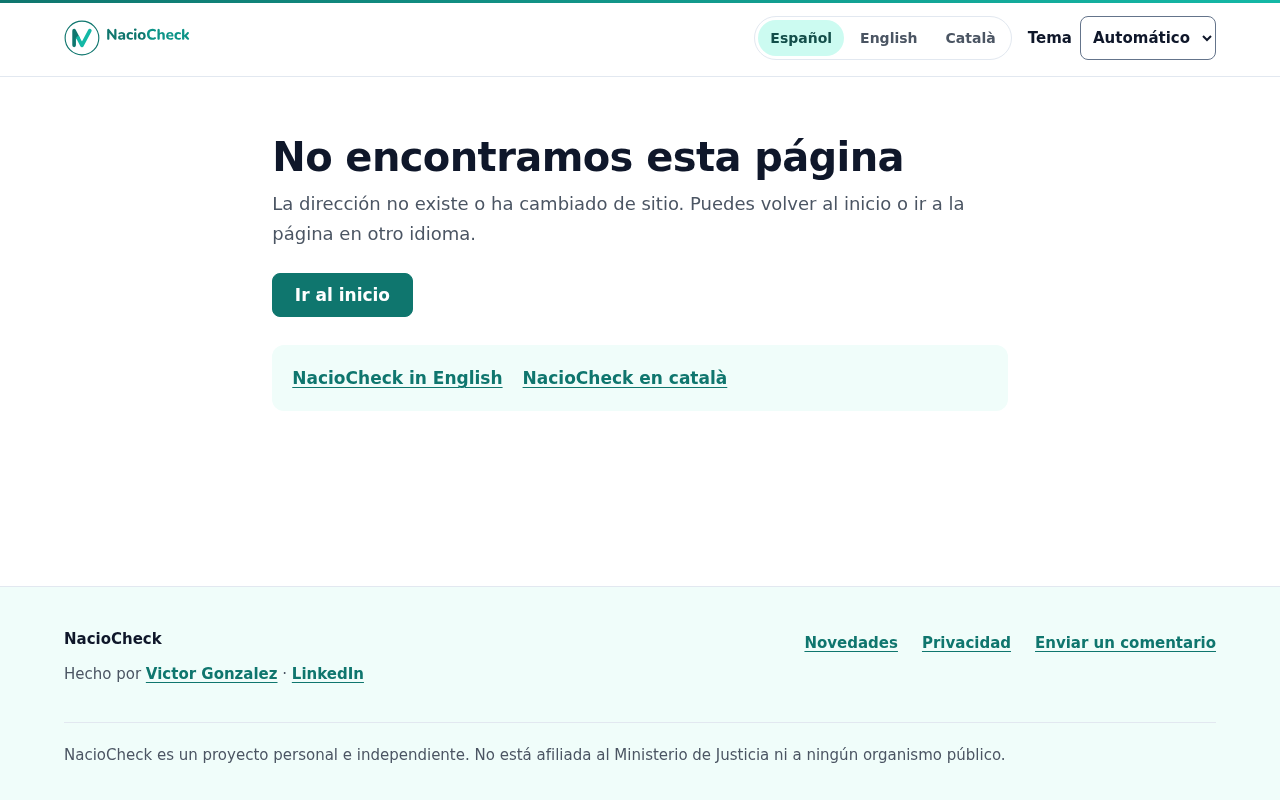 NacioCheck
Español English Català Tema Automático
No encontramos esta página
La dirección no existe o ha cambiado de sitio. Puedes volver al inicio o ir a la
página en otro idioma.
Ir al inicio
NacioCheck in English NacioCheck en català
NacioCheck
Hecho por Victor Gonzalez · LinkedIn
Novedades Privacidad Enviar un comentario
NacioCheck es un proyecto personal e independiente. No está afiliada al Ministerio de Justicia ni a ningún organismo público.